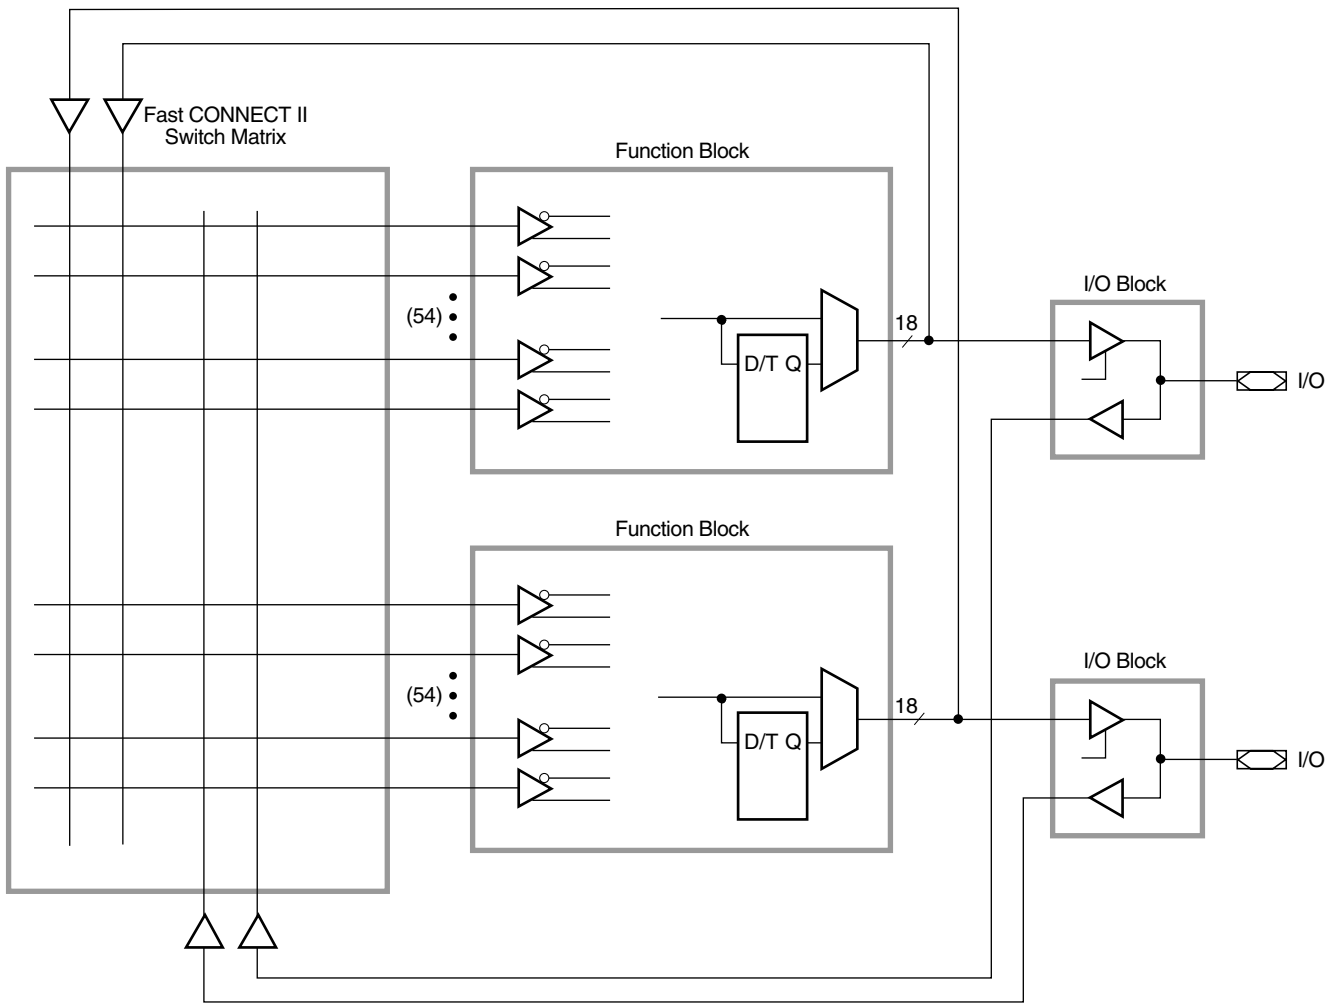 Fast CONNECT II
Switch Matrix
Function Block
(54)
D/T Q
18
I/O Block
I/O
Function Block
(54)
D/T Q
18
I/O Block
I/O